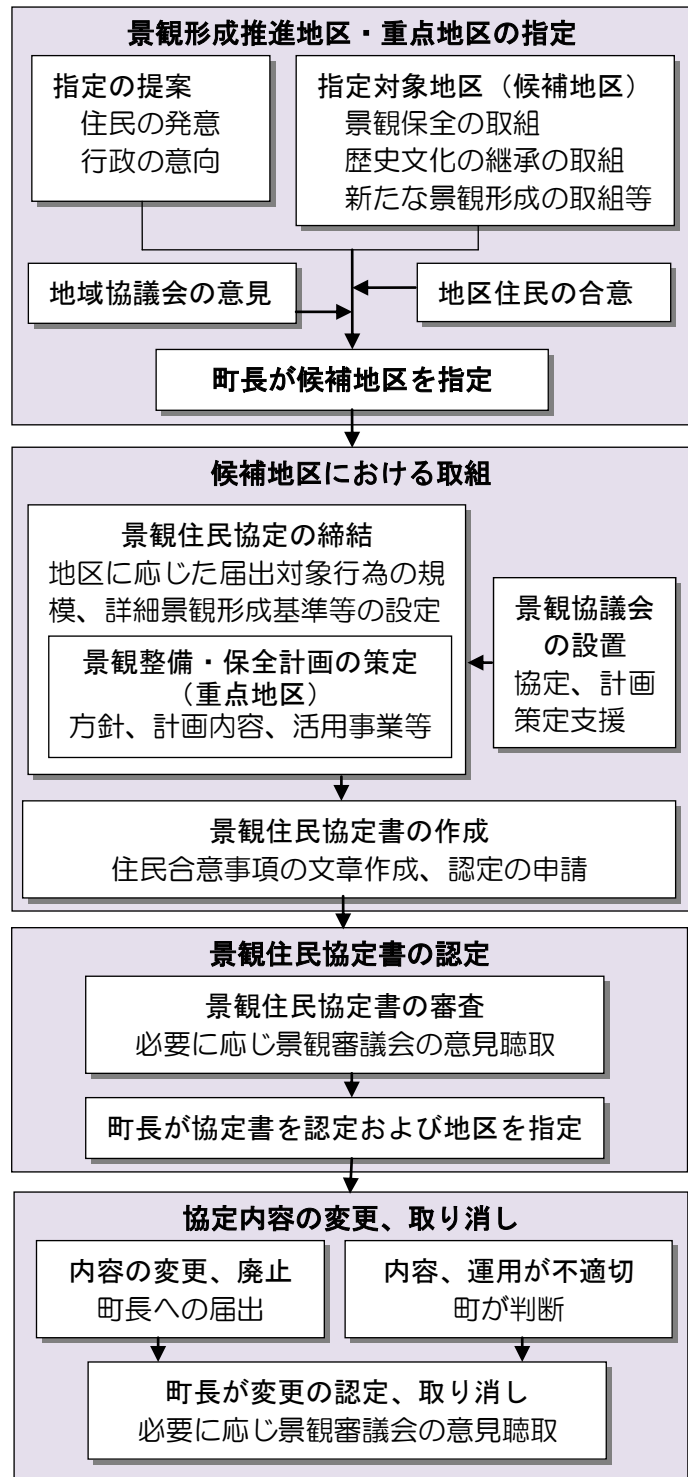 景観形成推進地区・重点地区の指定
指定の提案
住民の発意
行政の意向
指定対象地区（候補地区）
景観保全の取組
歴史文化の継承の取組
新たな景観形成の取組等
地域協議会の意見
地区住民の合意
町長が候補地区を指定
候補地区における取組
景観住民協定の締結
地区に応じた届出対象行為の規
模、詳細景観形成基準等の設定
景観整備・保全計画の策定
（重点地区）
方針、計画内容、活用事業等
景観協議会
の設置
協定、計画
策定支援
景観住民協定書の作成
住民合意事項の文章作成、認定の申請
景観住民協定書の認定
景観住民協定書の審査
必要に応じ景観審議会の意見聴取
町長が協定書を認定および地区を指定
協定内容の変更、取り消し
内容の変更、廃止
町長への届出
内容、運用が不適切
町が判断
町長が変更の認定、取り消し
必要に応じ景観審議会の意見聴取